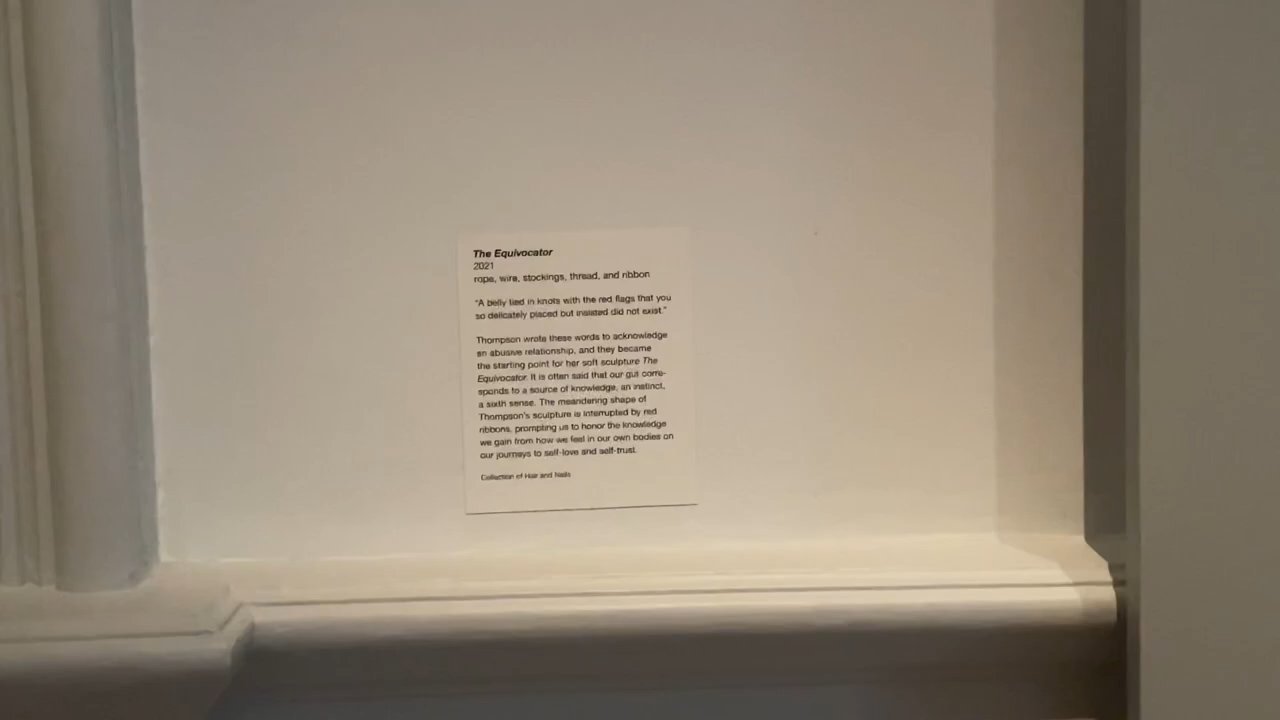 The Equivocator
2021
rope, wire, stockings, thread, and ribbon
"A belly tied in knots with the red flags that you
so delicately placed but insisted did not exist."
Thompson wrote these words to acknowledge
an abusive relationship, and they became
the starting point for her soft sculpture The
Equivocator. It is often said that our gut corre-
sponds to a source of knowledge, an instinct,
a sixth sense. The meandering shape of
Thompson's sculpture is interrupted by red
ribbons, prompting us to honor the knowledge
we gain from how we feel in our own bodies on
our journeys to self-love and self-trust.
Collection of Hair and Nails